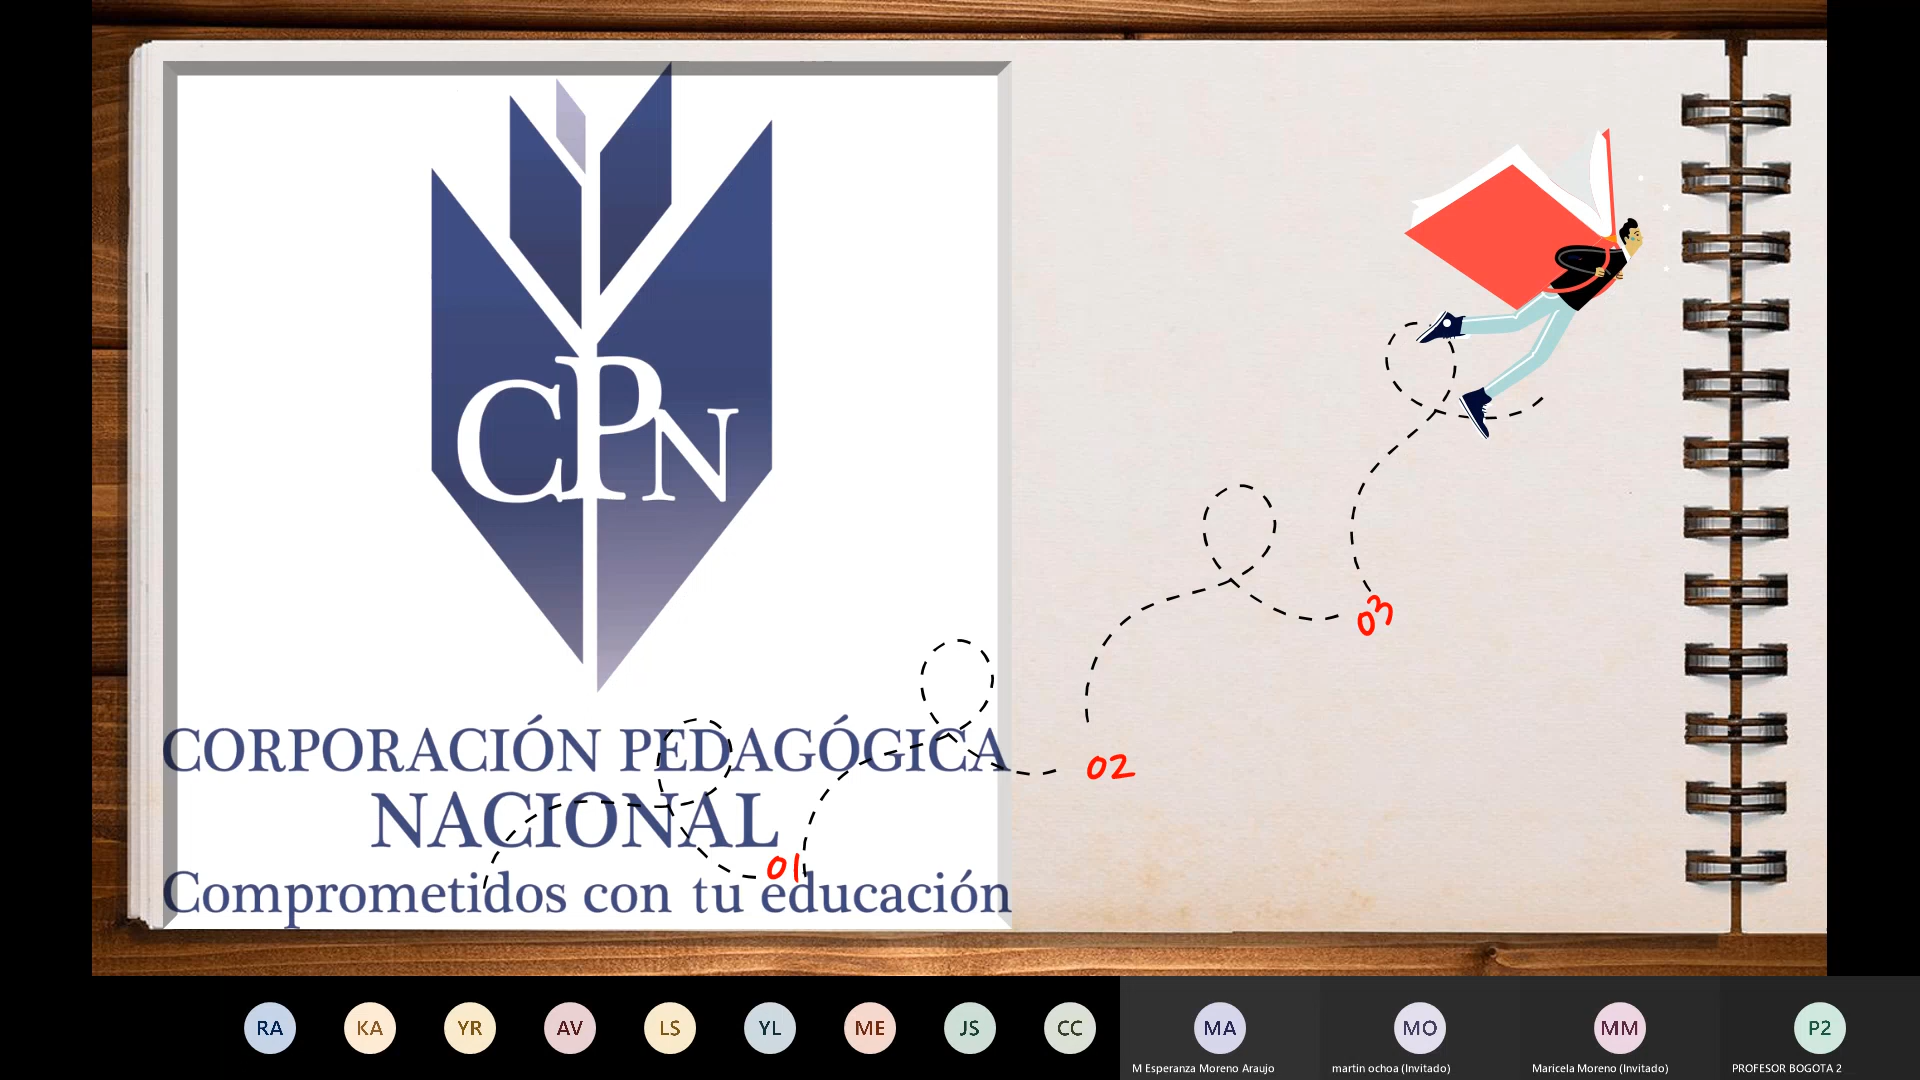 CPN
CORPORACIÓN PEDAGÓGICA
NACIONAL
Comprometidos con tu educación
01
02
03
RA
KA
YR
AV
LS
YL
ME
JS
CC
MA
MO
MM
P2
M Esperanza Moreno Araujo
martin ochoa (Invitado)
Maricela Moreno (Invitado)
PROFESOR BOGOTA 2